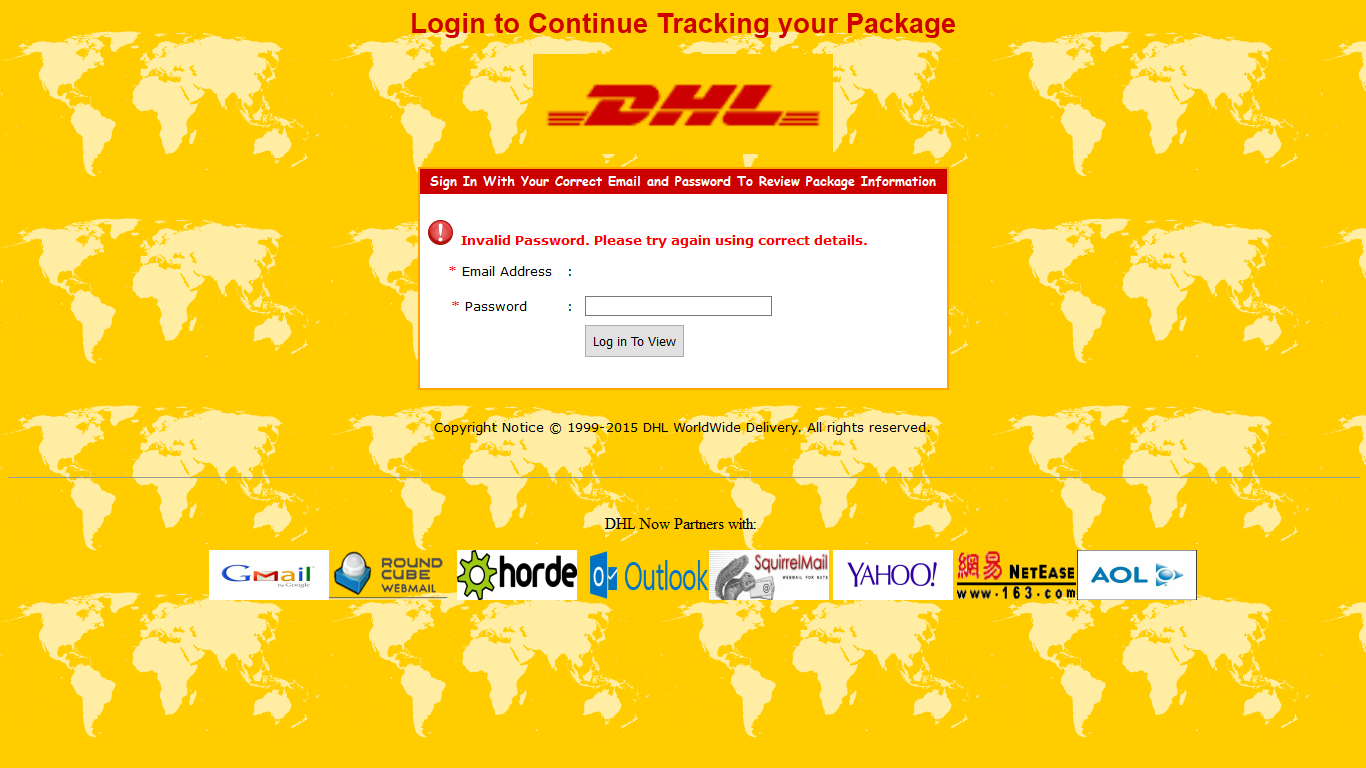 Login to Continue Tracking your Package
DHL
Sign In With Your Correct Email and Password To Review Package Information
Invalid Password. Please try again using correct details.
* Email Address :
* Password :
Log in To View
Copyright Notice © 1999-2015 DHL WorldWide Delivery. All rights reserved.
DHL Now Partners with:
Gmail by Google
ROUND CUBE WEBMAIL
horde
Outlook
SquirrelMail WEBMAIL FOR NUTS
YAHOO!
網易 NETEASE www.163.com
AOL